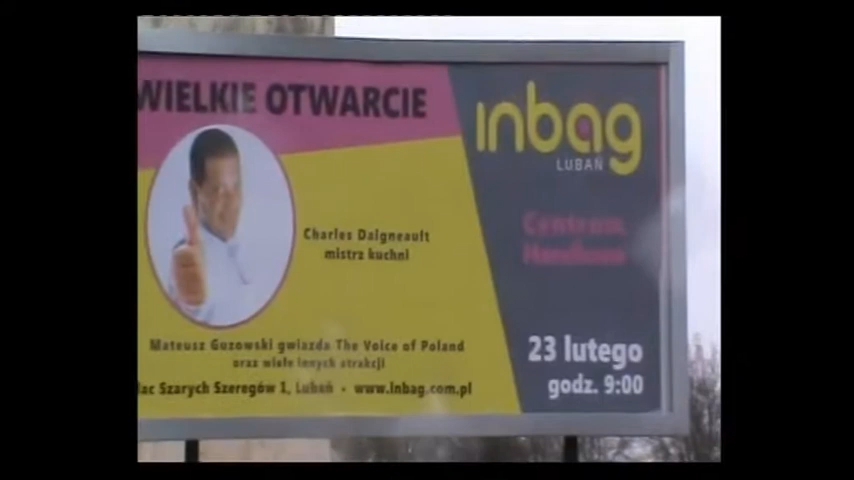 WIELKIE OTWARCIE
inbag
LUBAŃ
Charles Daigneault
mistrz kuchni
Centrum
Handlowe
Mateusz Guzowski gwiazda The Voice of Poland
oraz wiele innych atrakcji
lac Szarych Szeregów 1, Lubań - www.inbag.com.pl
23 lutego
godz. 9:00